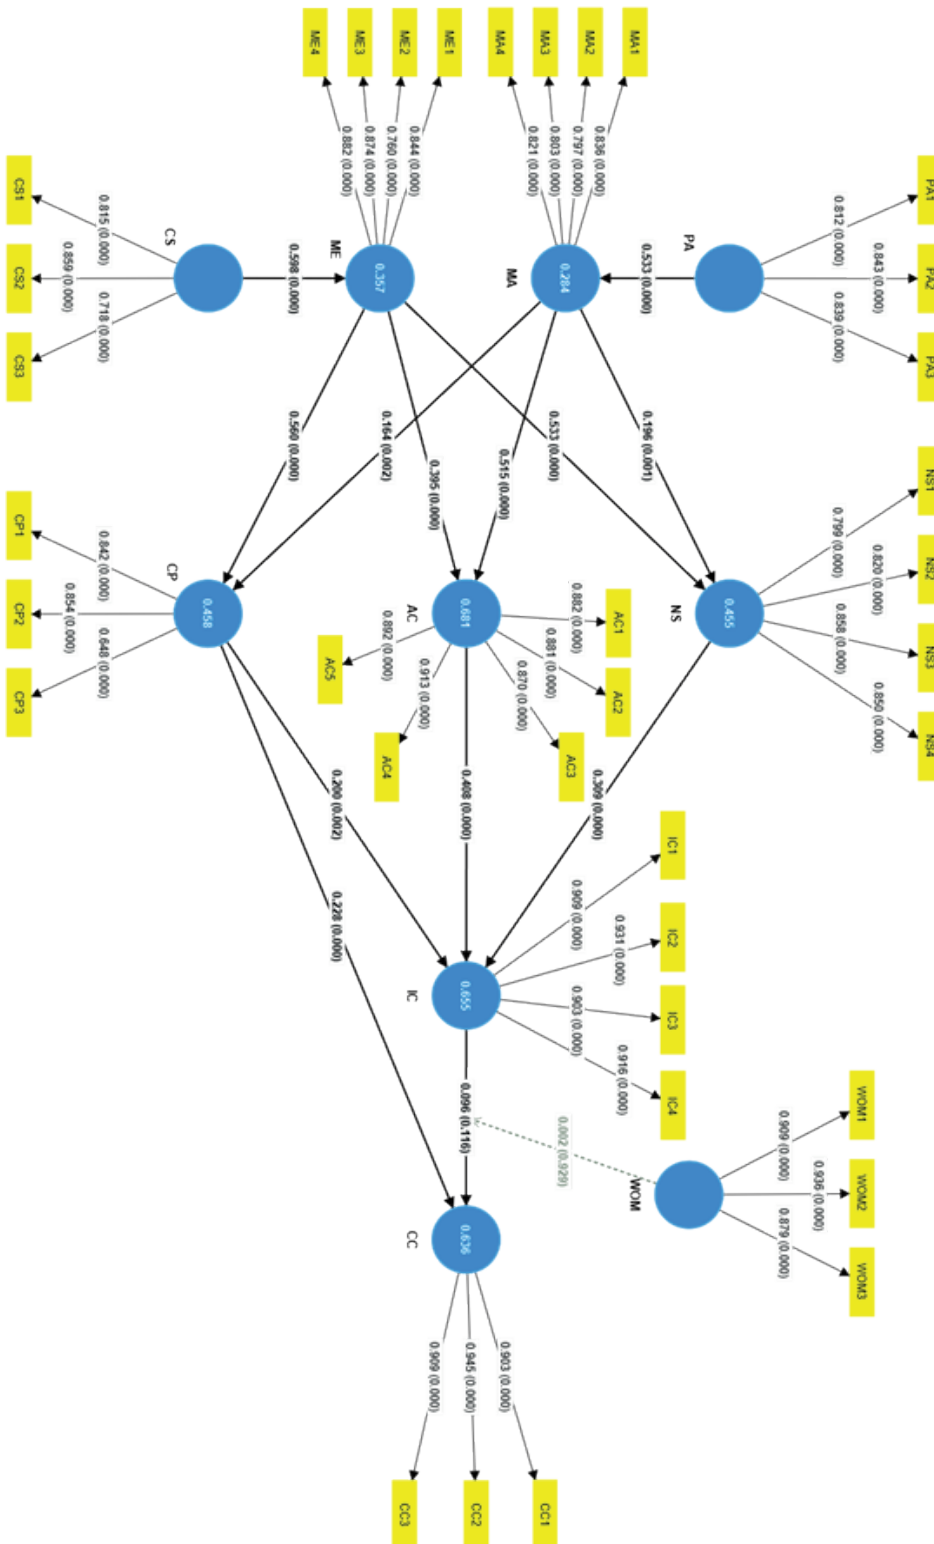 ME4
ME3
ME2
ME1
MA4
MA3
MA2
MA1
0.882 (0.000)
0.874 (0.000)
0.760 (0.000)
0.844 (0.000)
0.821 (0.000)
0.803 (0.000)
0.797 (0.000)
0.836 (0.000)
CS1
CS2
CS3
0.815 (0.000)
0.859 (0.000)
0.718 (0.000)
CS
0.598 (0.000)
ME
0.357
MA
0.284
0.533 (0.000)
PA
0.812 (0.000)
0.843 (0.000)
0.839 (0.000)
PA1
PA2
PA3
0.560 (0.000)
0.164 (0.002)
0.395 (0.000)
0.515 (0.000)
0.533 (0.000)
0.196 (0.001)
CP1
CP2
CP3
0.842 (0.000)
0.854 (0.000)
0.648 (0.000)
CP
0.458
AC
0.681
0.882 (0.000)
0.881 (0.000)
0.870 (0.000)
0.913 (0.000)
0.892 (0.000)
AC1
AC2
AC3
AC4
AC5
NS
0.455
0.799 (0.000)
0.820 (0.000)
0.858 (0.000)
0.850 (0.000)
NS1
NS2
NS3
NS4
0.200 (0.002)
0.228 (0.000)
0.408 (0.000)
0.309 (0.000)
IC
0.655
0.909 (0.000)
0.931 (0.000)
0.903 (0.000)
0.916 (0.000)
IC1
IC2
IC3
IC4
0.096 (0.116)
0.002 (0.929)
WOM
0.909 (0.000)
0.936 (0.000)
0.879 (0.000)
WOM1
WOM2
WOM3
CC
0.636
0.909 (0.000)
0.945 (0.000)
0.903 (0.000)
CC3
CC2
CC1